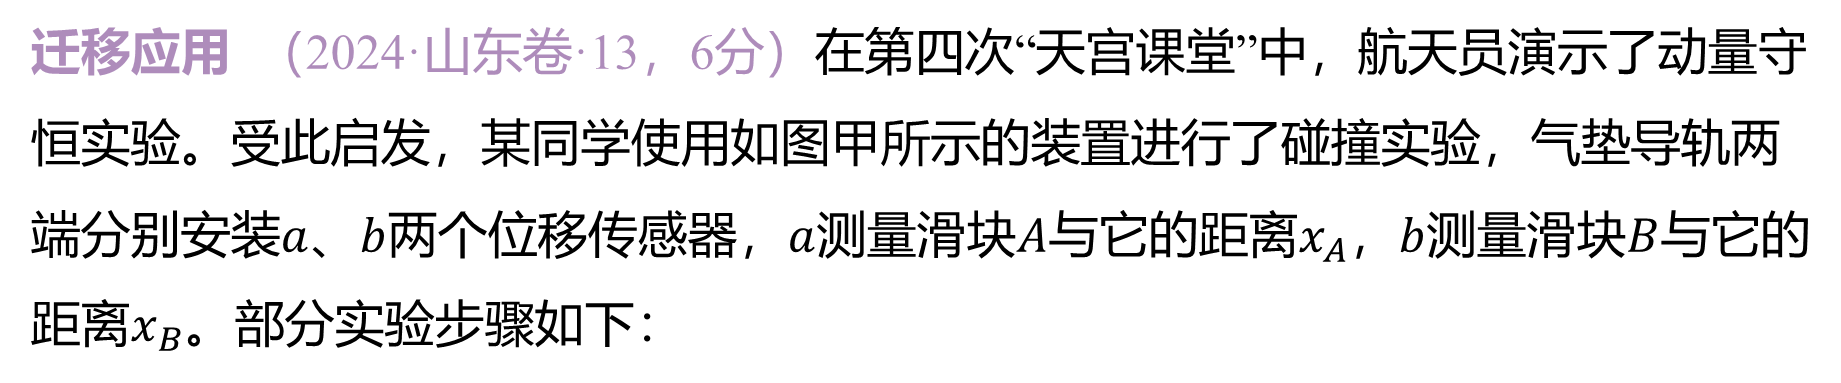 迁移应用 （2024·山东卷·13，6分）在第四次“天宫课堂”中，航天员演示了动量守
恒实验。受此启发，某同学使用如图甲所示的装置进行了碰撞实验，气垫导轨两
端分别安装a、b两个位移传感器，a测量滑块A与它的距离x_A，b测量滑块B与它的
距离x_B。部分实验步骤如下：